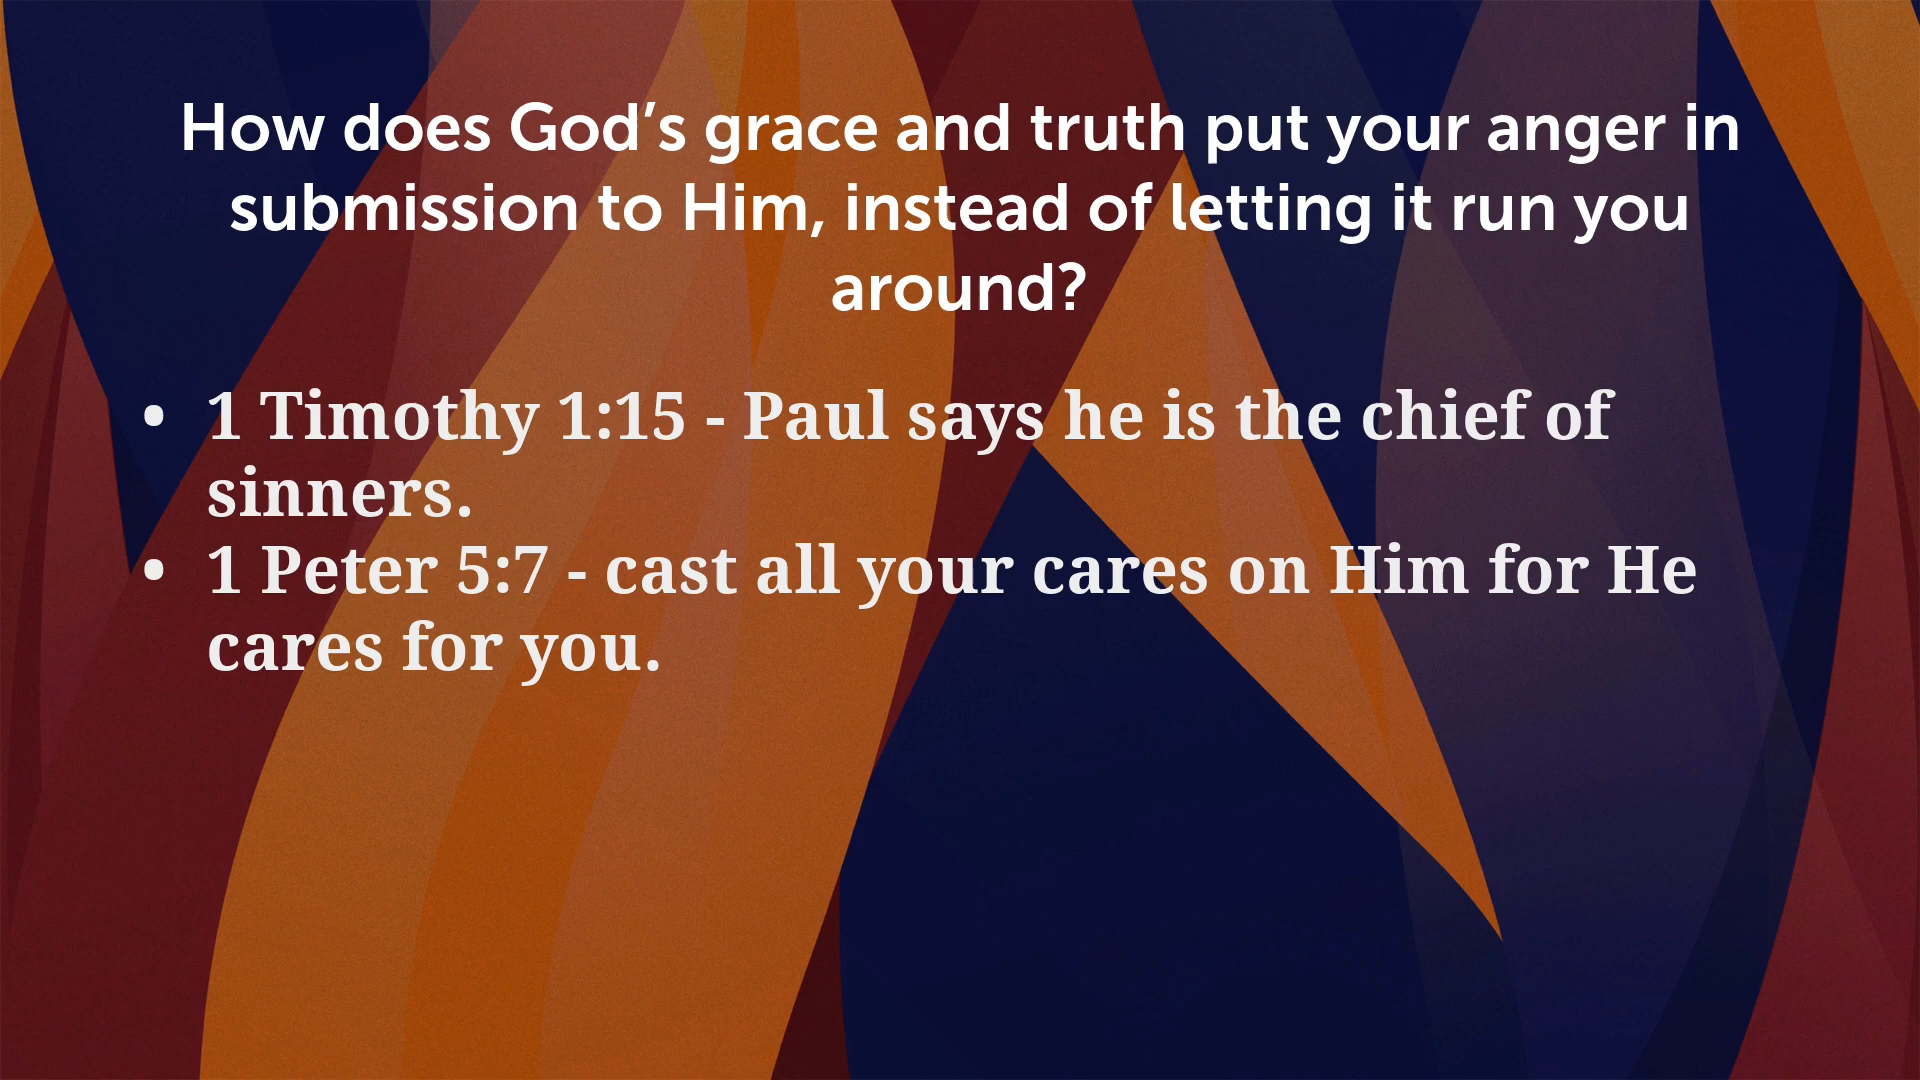 How does God’s grace and truth put your anger in
submission to Him, instead of letting it run you
around?
• 1 Timothy 1:15 - Paul says he is the chief of
sinners.
• 1 Peter 5:7 - cast all your cares on Him for He
cares for you.